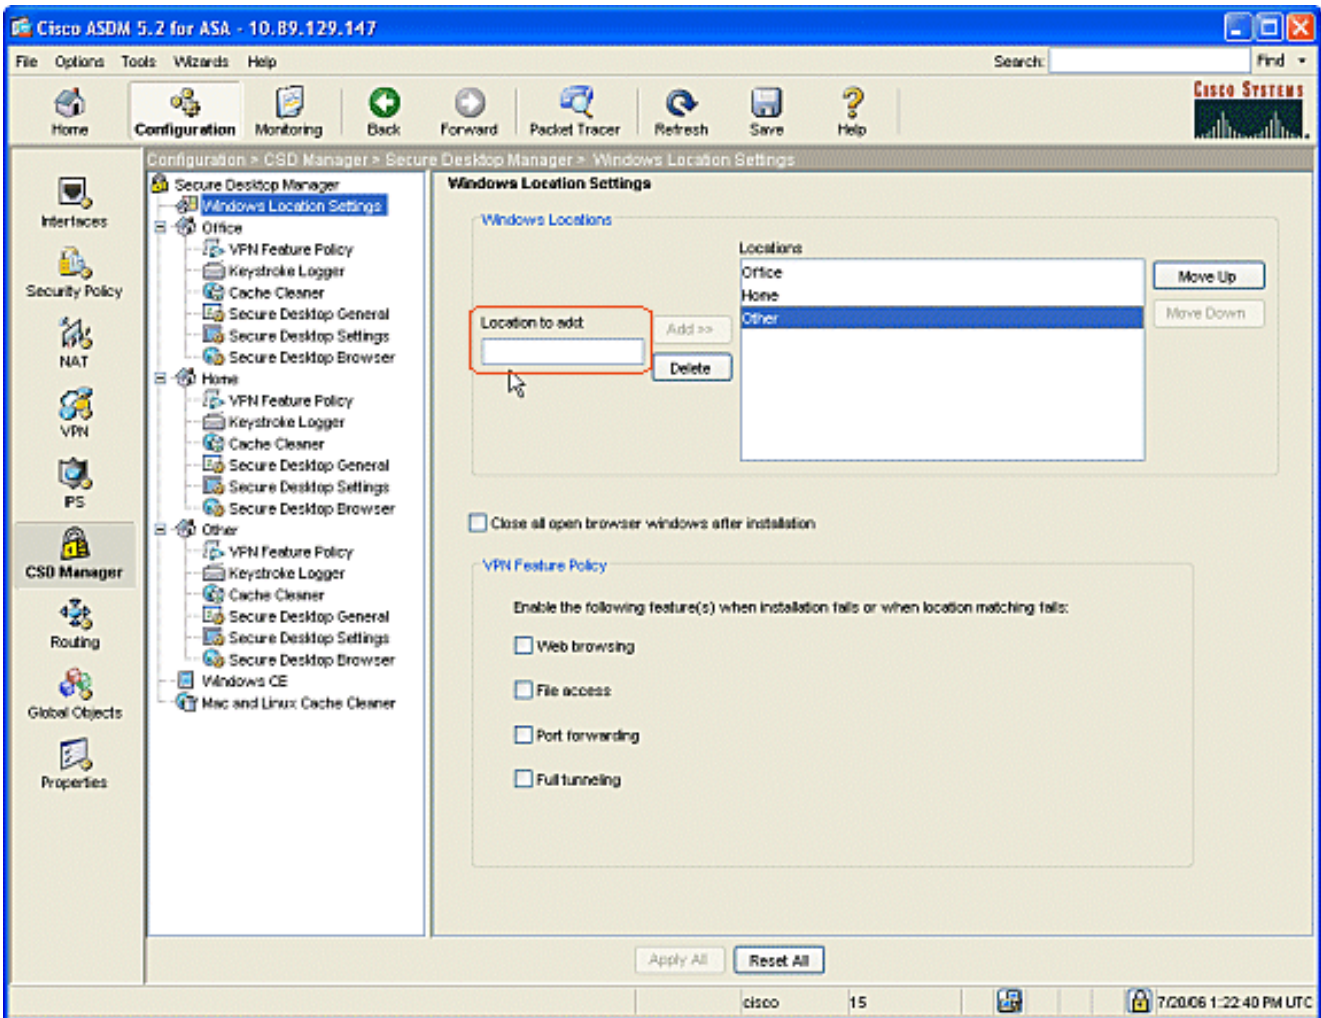 Cisco ASDM 5.2 for ASA - 10.89.129.147
File Options Tools Wizards Help Search: Find
Home Configuration Monitoring Back Forward Packet Tracer Refresh Save Help
CISCO SYSTEMS
Configuration > CSD Manager > Secure Desktop Manager > Windows Location Settings
Interfaces
Security Policy
NAT
VPN
IPS
CSD Manager
Routing
Global Objects
Properties
Secure Desktop Manager
Windows Location Settings
Office
VPN Feature Policy
Keystroke Logger
Cache Cleaner
Secure Desktop General
Secure Desktop Settings
Secure Desktop Browser
Home
VPN Feature Policy
Keystroke Logger
Cache Cleaner
Secure Desktop General
Secure Desktop Settings
Secure Desktop Browser
Other
VPN Feature Policy
Keystroke Logger
Cache Cleaner
Secure Desktop General
Secure Desktop Settings
Secure Desktop Browser
Windows CE
Mac and Linux Cache Cleaner
Windows Location Settings
Windows Locations
Locations
Office
Home
Other
Move Up
Move Down
Location to add:
Add >>
Delete
Close all open browser windows after installation
VPN Feature Policy
Enable the following feature(s) when installation fails or when location matching fails:
Web browsing
File access
Port forwarding
Full tunneling
Apply All Reset All
cisco 15 7/20/06 1:22:40 PM UTC